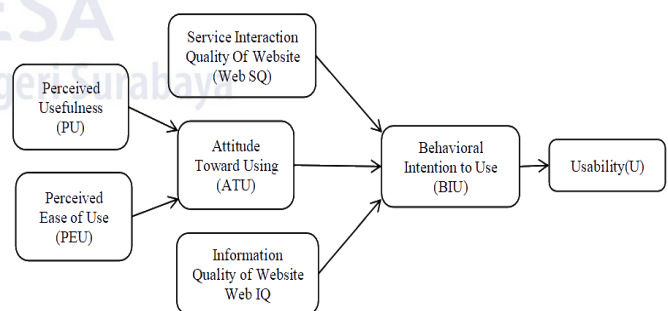 ESA
geri Surabaya
Service Interaction
Quality Of Website
(Web SQ)
Perceived
Usefulness
(PU)
Attitude
Toward Using
(ATU)
Behavioral
Intention to Use
(BIU)
Usability(U)
Perceived
Ease of Use
(PEU)
Information
Quality of Website
Web IQ